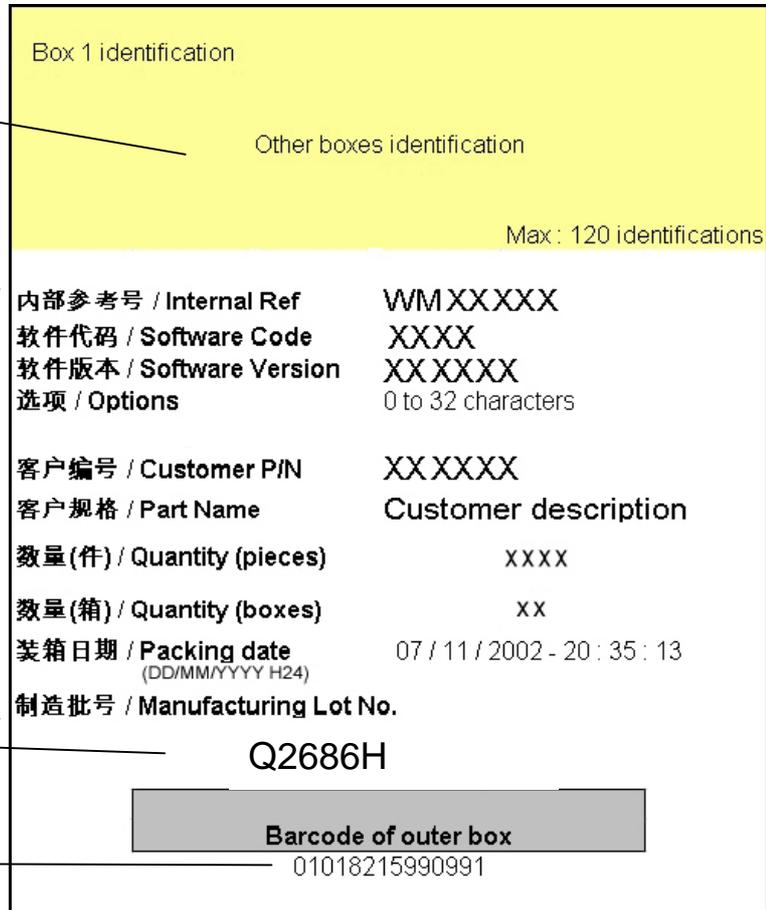 Box 1 identification
Other boxes identification
Max : 120 identifications
内部参考号 / Internal Ref WMXXXXX
软件代码 / Software Code XXXX
软件版本 / Software Version XXXXXX
选项 / Options 0 to 32 characters
客户编号 / Customer P/N XXXXXX
客户规格 / Part Name Customer description
数量(件) / Quantity (pieces) XXXX
数量(箱) / Quantity (boxes) XX
装箱日期 / Packing date 07 / 11 / 2002 - 20 : 35 : 13
(DD/MM/YYYY H24)
制造批号 / Manufacturing Lot No.
Q2686H
Barcode of outer box
01018215990991